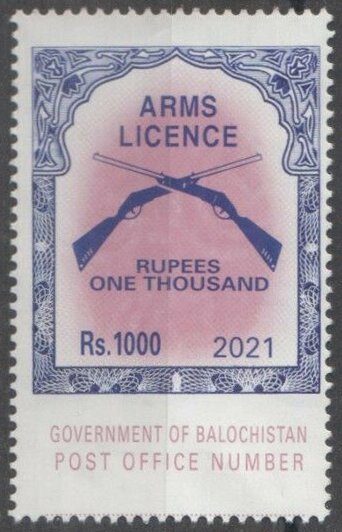 ARMS
LICENCE
RUPEES
ONE THOUSAND
Rs.1000 2021
GOVERNMENT OF BALOCHISTAN
POST OFFICE NUMBER